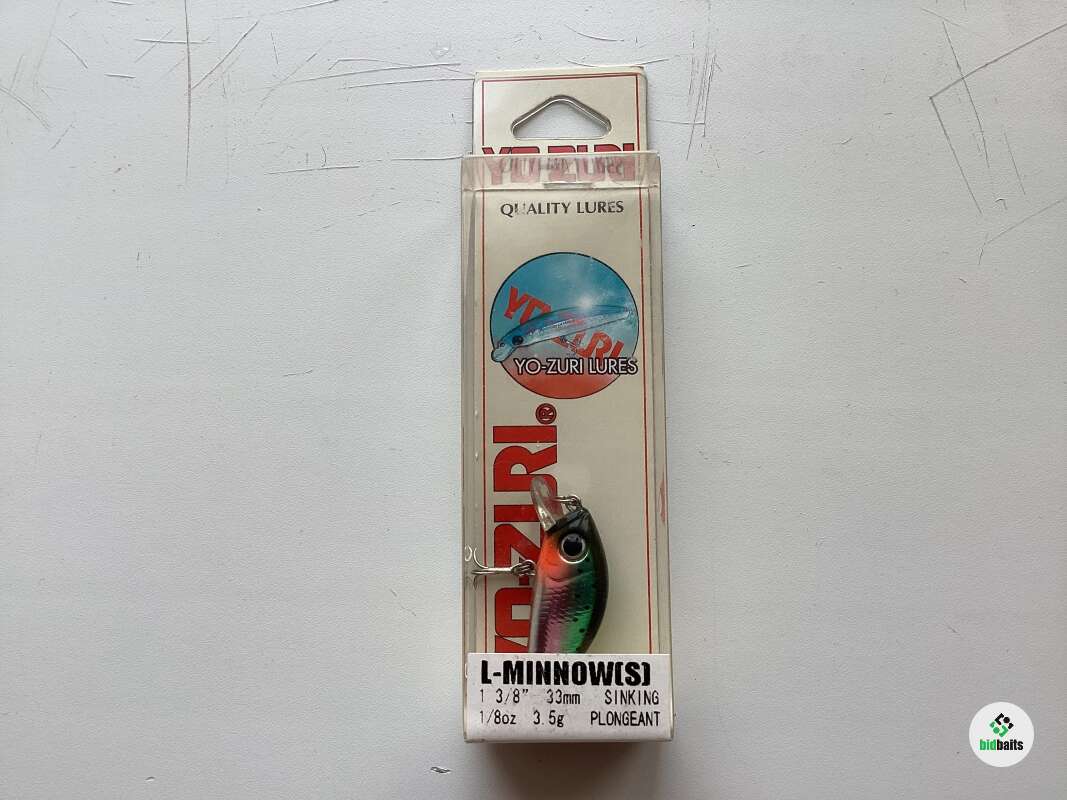 YO-ZURI
QUALITY LURES
YO-ZURI
YO-ZURI LURES
YO-ZURI®
L-MINNOW(S)
1 3/8" 33mm SINKING
1/8oz 3.5g PLONGEANT
bidbaits